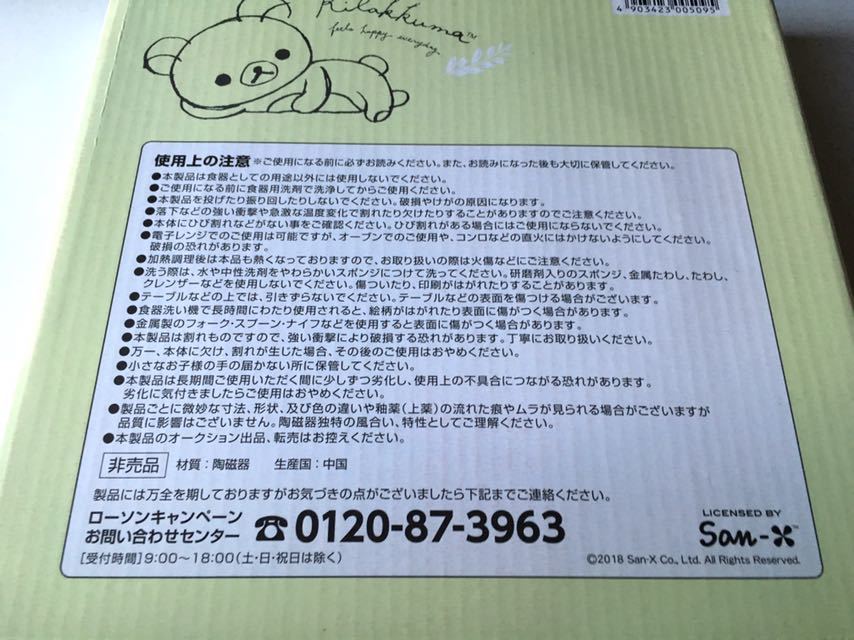 4 903423 005095
Rilakkuma™
feels happy everyday.
使用上の注意 ※ご使用になる前に必ずお読みください。また、お読みになった後も大切に保管してください。
●本製品は食器としての用途以外には使用しないでください。
●ご使用になる前に食器用洗剤で洗浄してからご使用ください。
●本製品を投げたり振り回したりしないでください。破損やけがの原因になります。
●落下などの強い衝撃や急激な温度変化で割れたり欠けたりすることがありますのでご注意ください。
●本体にひび割れなどがない事をご確認ください。ひび割れがある場合にはご使用にならないでください。
●電子レンジでのご使用は可能ですが、オーブンでのご使用や、コンロなどの直火にはかけないようにしてください。
破損の恐れがあります。
●加熱調理後は本品も熱くなっておりますので、お取り扱いの際は火傷などにご注意ください。
●洗う際は、水や中性洗剤をやわらかいスポンジにつけて洗ってください。研磨剤入りのスポンジ、金属たわし、たわし、
クレンザーなどを使用しないでください。傷ついたり、印刷がはがれたりすることがあります。
●テーブルなどの上では、引きずらないでください。テーブルなどの表面を傷つける場合がございます。
●食器洗い機で長時間にわたり使用されると、絵柄がはがれたり表面に傷がつく場合があります。
●金属製のフォーク・スプーン・ナイフなどを使用すると表面に傷がつく場合があります。
●本製品は割れものですので、強い衝撃により破損する恐れがあります。丁寧にお取り扱いください。
●万一、本体に欠け、割れが生じた場合、その後のご使用はおやめください。
●小さなお子様の手の届かない所に保管してください。
●本製品は長期間ご使用いただく間に少しずつ劣化し、使用上の不具合につながる恐れがあります。
劣化に気付きましたらご使用はおやめください。
●製品ごとに微妙な寸法、形状、及び色の違いや釉薬(上薬)の流れた痕やムラが見られる場合がございますが
品質に影響はございません。陶磁器独特の風合い、特性としてご理解ください。
●本製品のオークション出品、転売はお控えください。
非売品 材質:陶磁器 生産国:中国
製品には万全を期しておりますがお気づきの点がございましたら下記までご連絡ください。
ローソンキャンペーン
お問い合わせセンター ☎0120-87-3963
[受付時間]9:00〜18:00(土・日・祝日は除く)
LICENSED BY
San-X™
©2018 San-X Co., Ltd. All Rights Reserved.